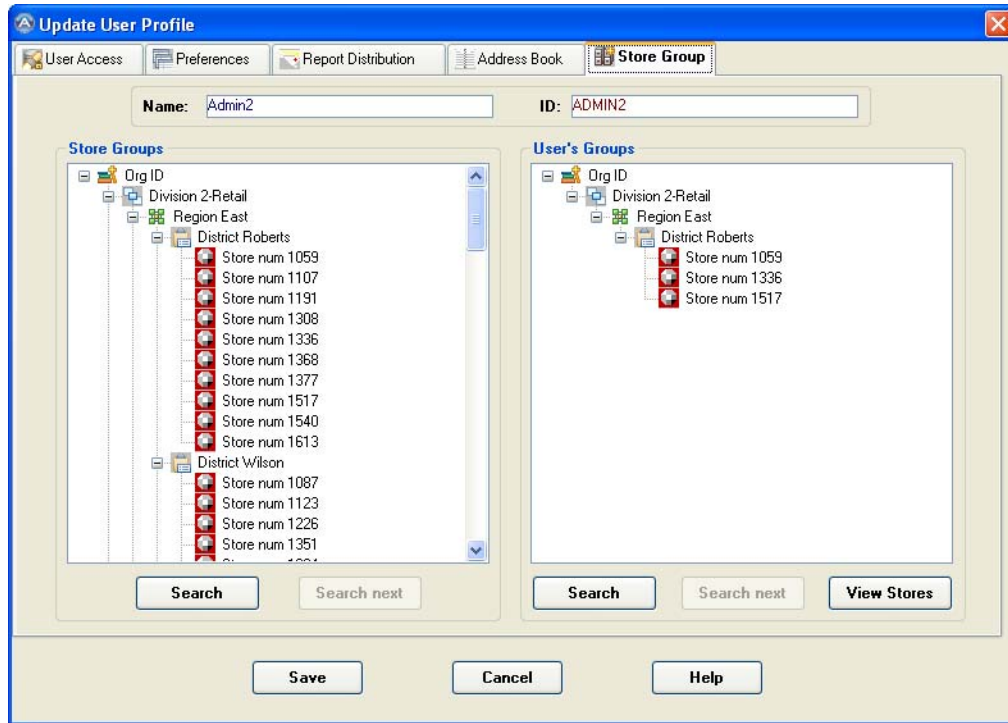 Update User Profile
User Access
Preferences
Report Distribution
Address Book
Store Group
Name: Admin2
ID: ADMIN2
Store Groups
Org ID
Division 2-Retail
Region East
District Roberts
Store num 1059
Store num 1107
Store num 1191
Store num 1308
Store num 1336
Store num 1368
Store num 1377
Store num 1517
Store num 1540
Store num 1613
District Wilson
Store num 1087
Store num 1123
Store num 1226
Store num 1351
Search
Search next
User's Groups
Org ID
Division 2-Retail
Region East
District Roberts
Store num 1059
Store num 1336
Store num 1517
Search
Search next
View Stores
Save
Cancel
Help